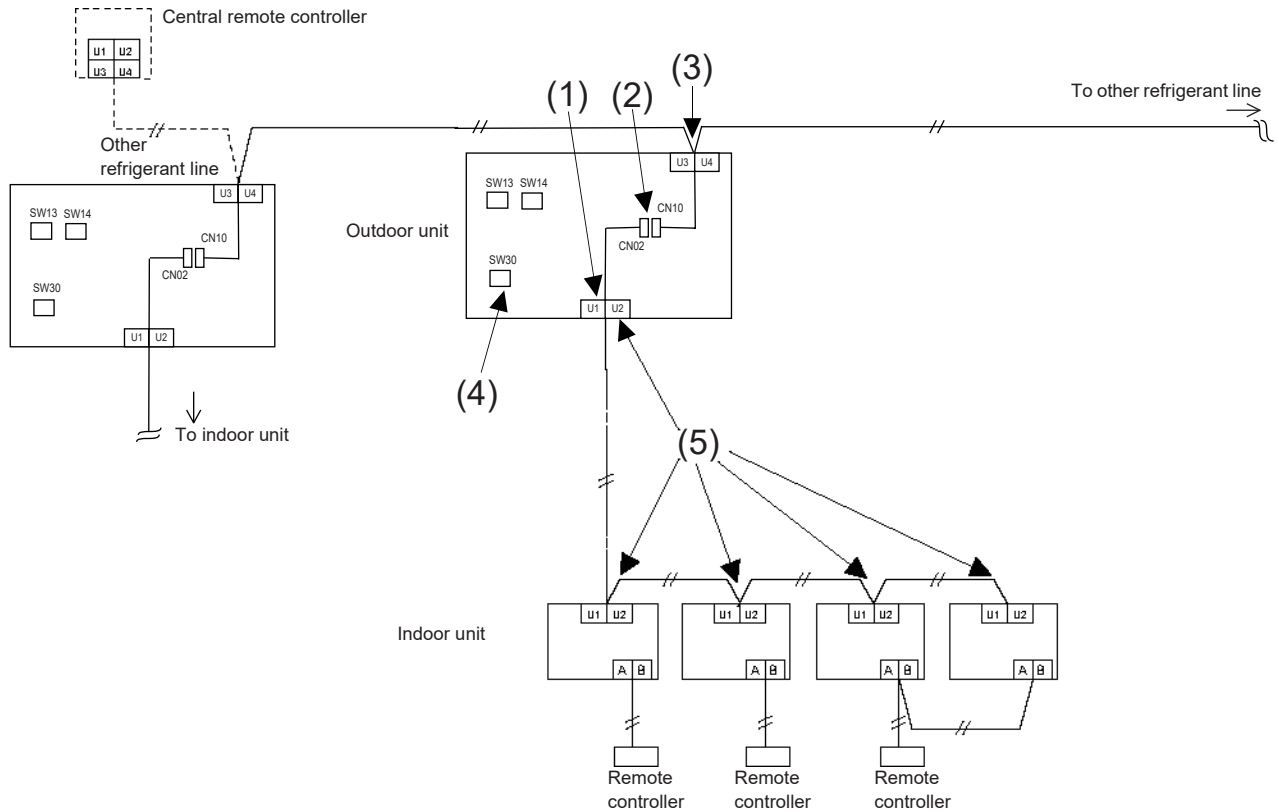 Central remote controller
U1 U2
U3 U4
(1)
(2)
(3)
To other refrigerant line
Other
refrigerant line
U3 U4
SW13 SW14
CN10
CN02
SW30
U1 U2
To indoor unit
Outdoor unit
U3 U4
SW13 SW14
CN10
CN02
SW30
U1 U2
(4)
(5)
Indoor unit
U1 U2
U1 U2
U1 U2
U1 U2
A B
A B
A B
A B
Remote
controller
Remote
controller
Remote
controller